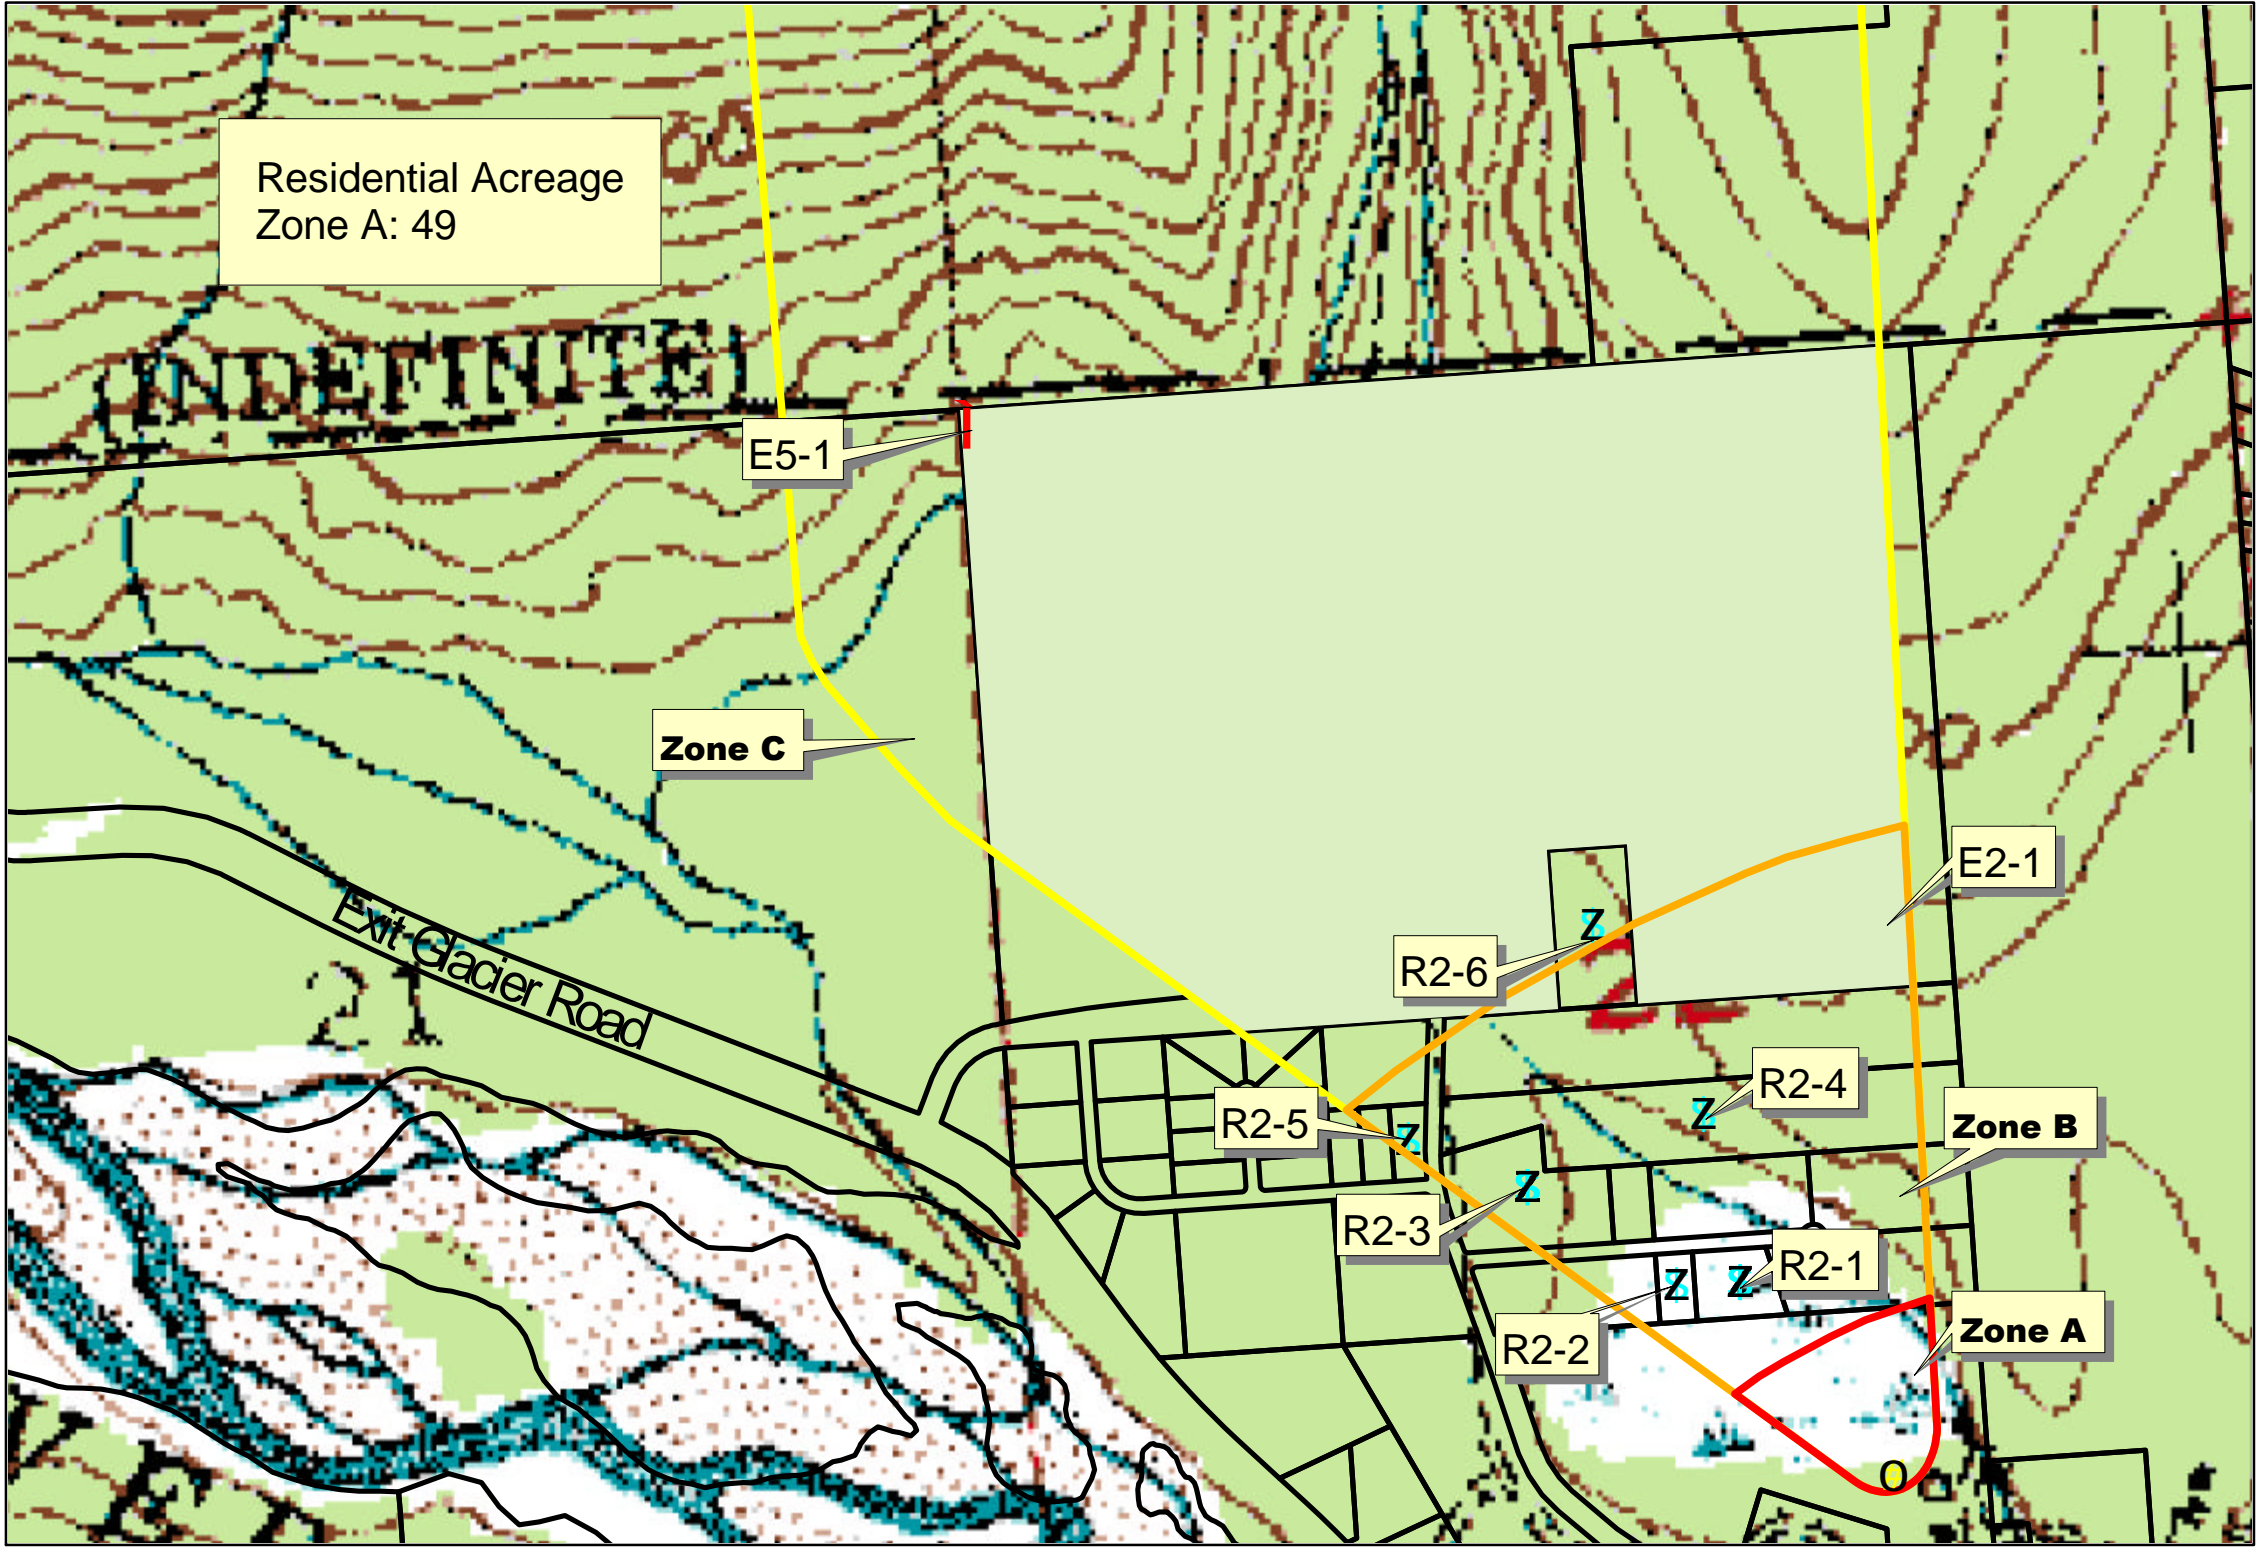 Residential Acreage
Zone A: 49
(INDEFINITE)
E5-1
Zone C
E2-1
Z
R2-6
Exit Glacier Road
21
R2-4
Z
R2-5
Z
Zone B
Z
R2-3
R2-1
Z
Z
R2-2
Zone A
O